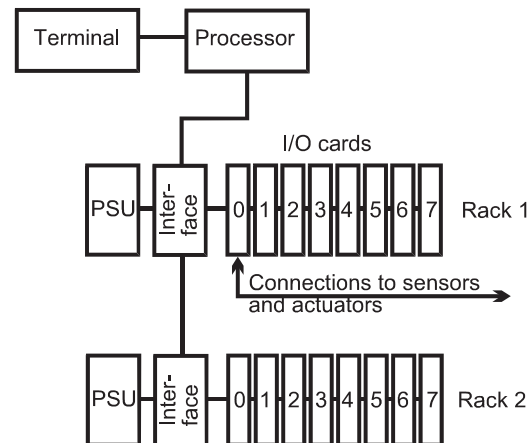 Terminal
Processor
I/O cards
PSU
Inter-
face
0 1 2 3 4 5 6 7
Rack 1
Connections to sensors
and actuators
PSU
Inter-
face
0 1 2 3 4 5 6 7
Rack 2